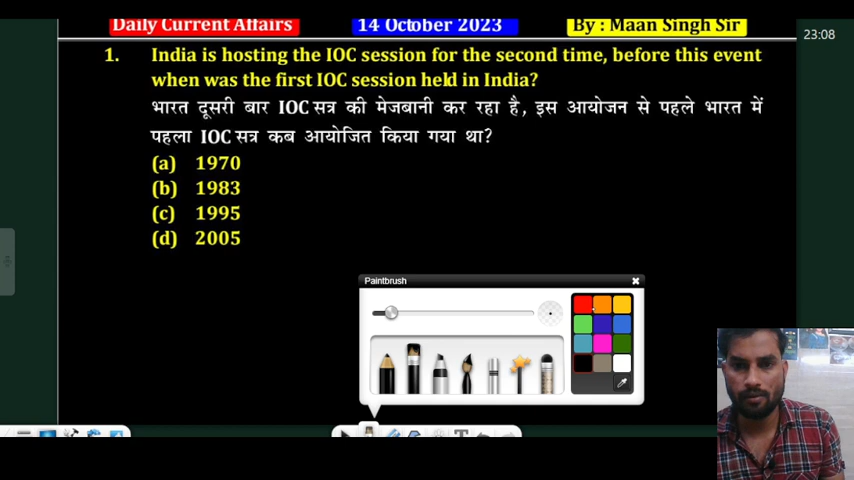 Daily Current Affairs 14 October 2023 By : Maan Singh Sir
23:08
1. India is hosting the IOC session for the second time, before this event
when was the first IOC session held in India?
भारत दूसरी बार IOC सत्र की मेजबानी कर रहा है, इस आयोजन से पहले भारत में
पहला IOC सत्र कब आयोजित किया गया था?
(a) 1970
(b) 1983
(c) 1995
(d) 2005
Paintbrush